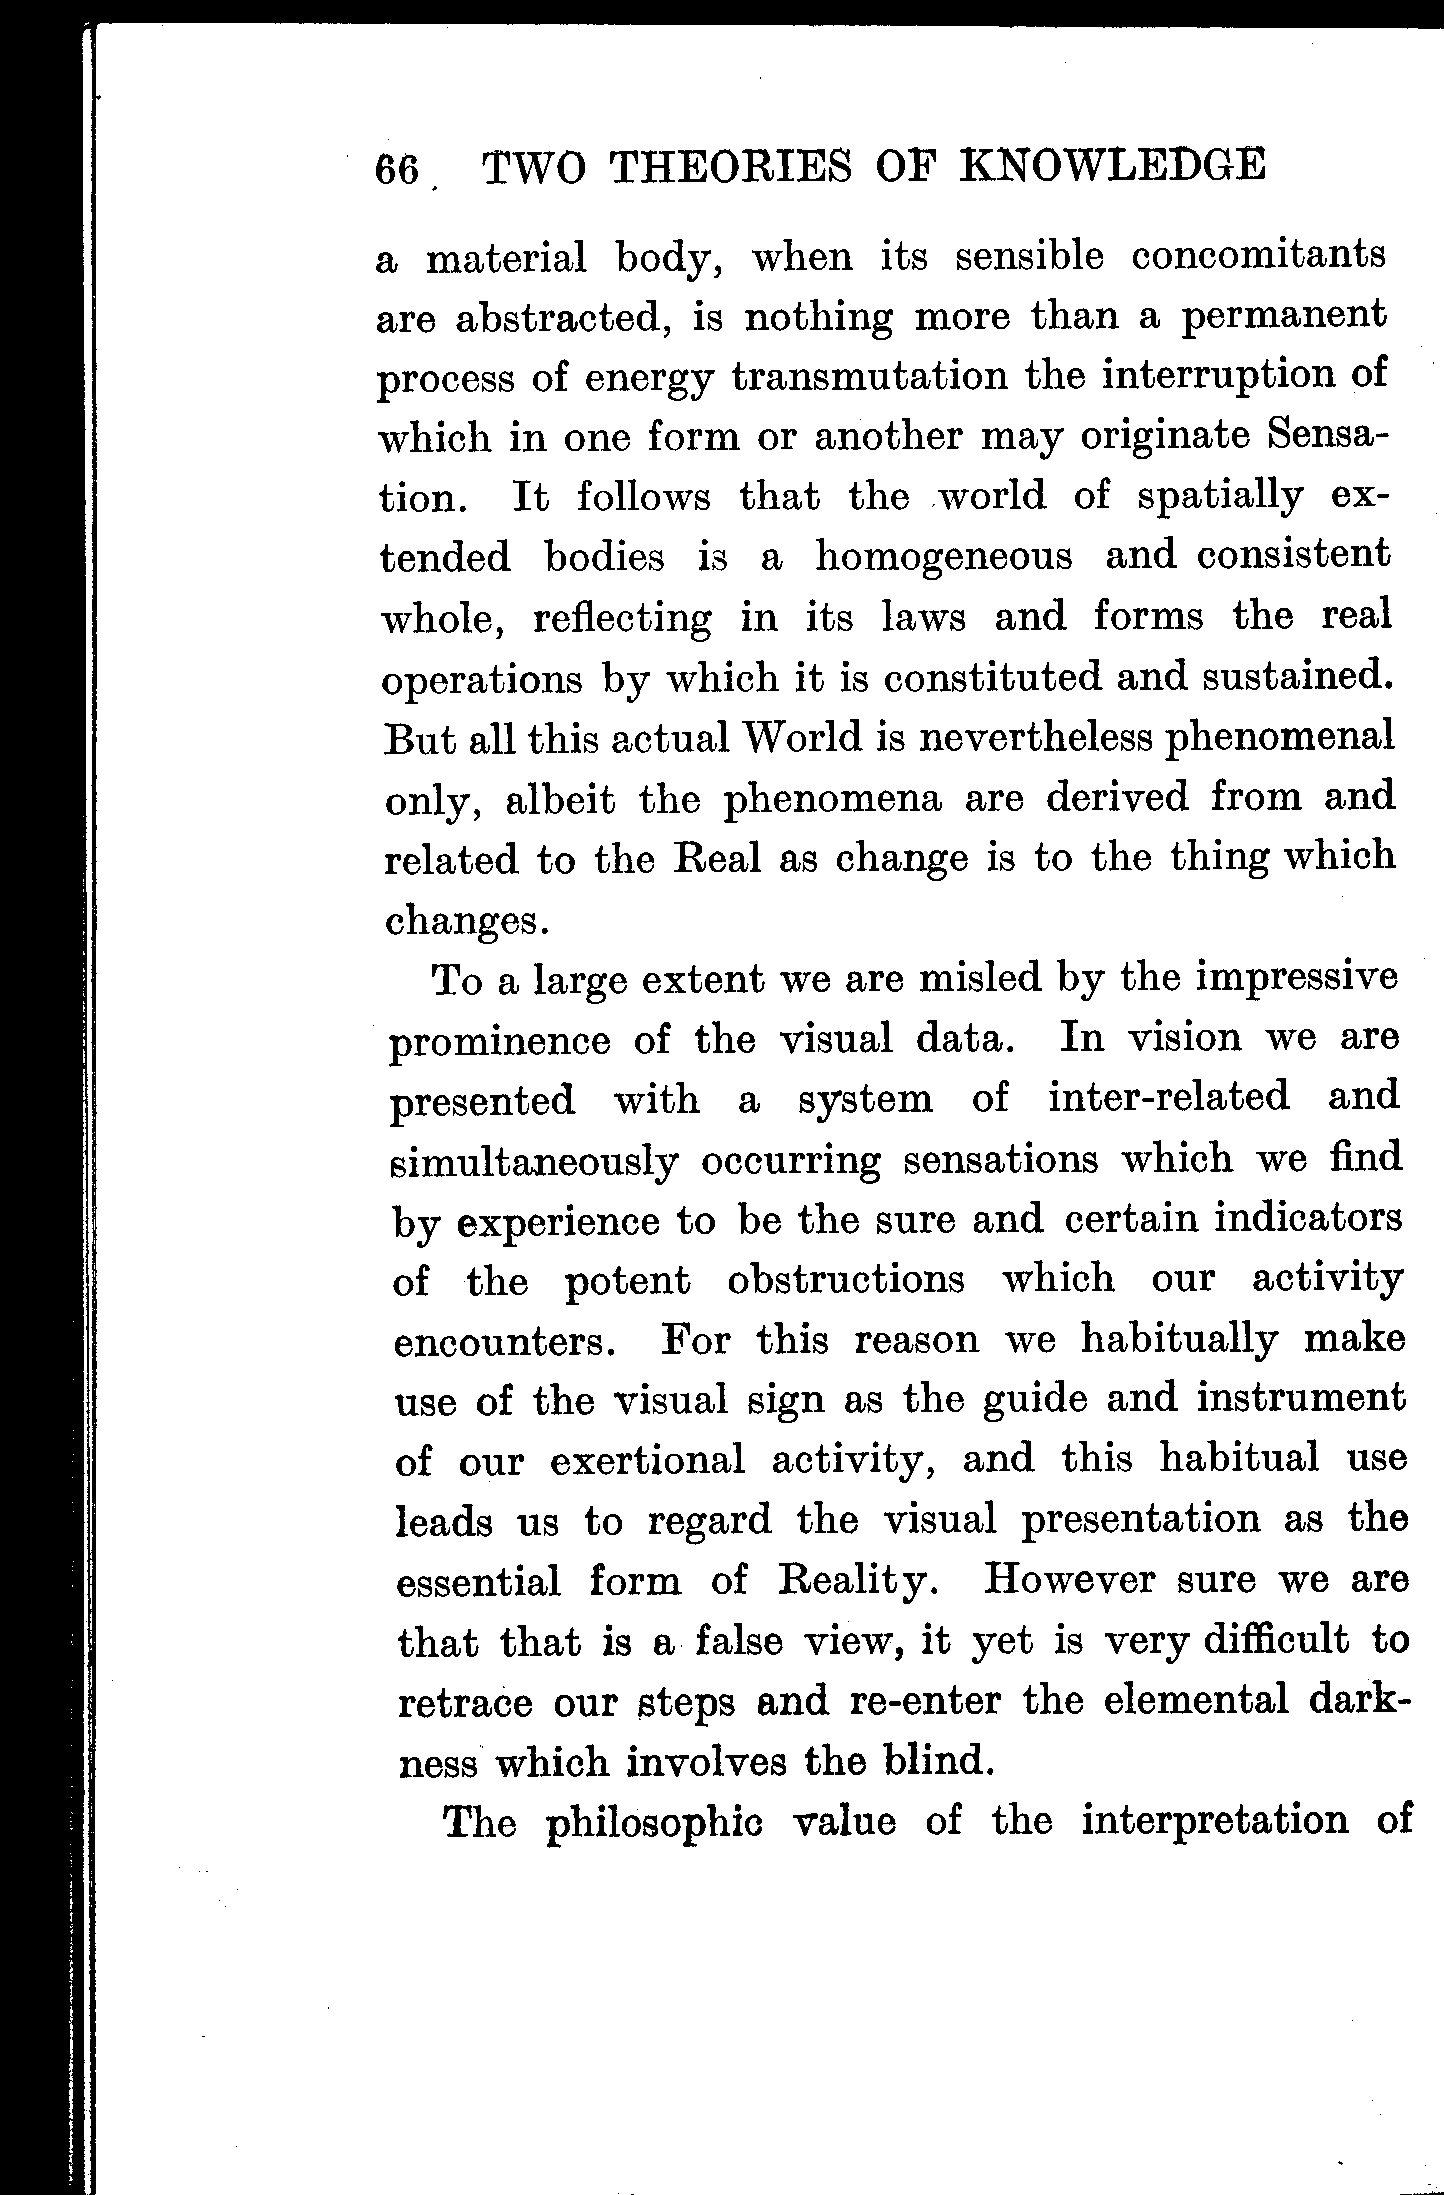 66 TWO THEORIES OF KNOWLEDGE
a material body, when its sensible concomitants
are abstracted, is nothing more than a permanent
process of energy transmutation the interruption of
which in one form or another may originate Sensa-
tion. It follows that the world of spatially ex-
tended bodies is a homogeneous and consistent
whole, reflecting in its laws and forms the real
operations by which it is constituted and sustained.
But all this actual World is nevertheless phenomenal
only, albeit the phenomena are derived from and
related to the Real as change is to the thing which
changes.
To a large extent we are misled by the impressive
prominence of the visual data. In vision we are
presented with a system of inter-related and
simultaneously occurring sensations which we find
by experience to be the sure and certain indicators
of the potent obstructions which our activity
encounters. For this reason we habitually make
use of the visual sign as the guide and instrument
of our exertional activity, and this habitual use
leads us to regard the visual presentation as the
essential form of Reality. However sure we are
that that is a false view, it yet is very difficult to
retrace our steps and re-enter the elemental dark-
ness which involves the blind.
The philosophic value of the interpretation of